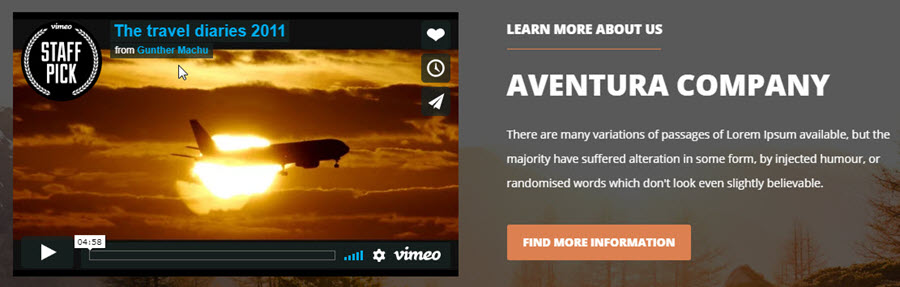 vimeo
STAFF
PICK
The travel diaries 2011
from Gunther Machu
04:58
vimeo
LEARN MORE ABOUT US
AVENTURA COMPANY
There are many variations of passages of Lorem Ipsum available, but the
majority have suffered alteration in some form, by injected humour, or
randomised words which don't look even slightly believable.
FIND MORE INFORMATION